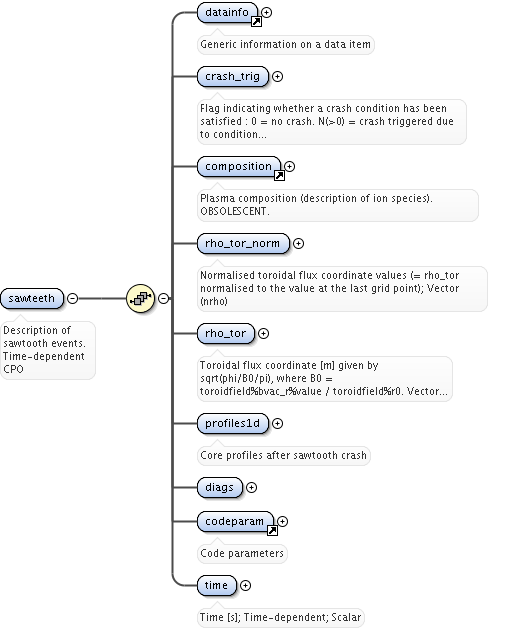 datainfo
Generic information on a data item
crash_trig
Flag indicating whether a crash condition has been
satisfied : 0 = no crash. N(>0) = crash triggered due
to condition...
composition
Plasma composition (description of ion species).
OBSOLESCENT.
rho_tor_norm
Normalised toroidal flux coordinate values (= rho_tor
normalised to the value at the last grid point); Vector
(nrho)
sawteeth
Description of
sawtooth events.
Time-dependent
CPO
rho_tor
Toroidal flux coordinate [m] given by
sqrt(phi/B0/pi), where B0 =
toroidfield%bvac_r%value / toroidfield%r0. Vector...
profiles1d
Core profiles after sawtooth crash
diags
codeparam
Code parameters
time
Time [s]; Time-dependent; Scalar